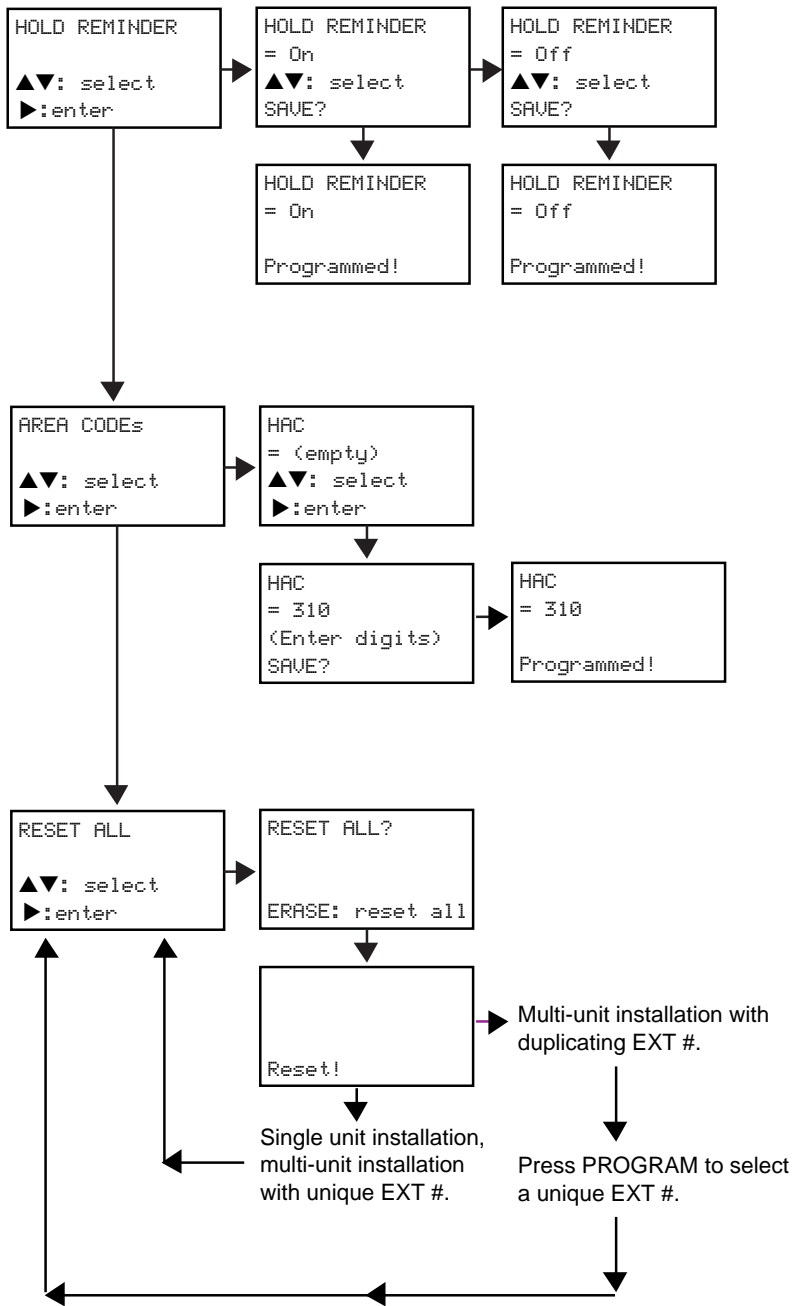 HOLD REMINDER
▲▼: select
▶:enter
HOLD REMINDER
= On
▲▼: select
SAVE?
HOLD REMINDER
= Off
▲▼: select
SAVE?
HOLD REMINDER
= On
Programmed!
HOLD REMINDER
= Off
Programmed!
AREA CODEs
▲▼: select
▶:enter
HAC
= (empty)
▲▼: select
▶:enter
HAC
= 310
(Enter digits)
SAVE?
HAC
= 310
Programmed!
RESET ALL
▲▼: select
▶:enter
RESET ALL?
ERASE: reset all
Reset!
Multi-unit installation with
duplicating EXT #.
Single unit installation,
multi-unit installation
with unique EXT #.
Press PROGRAM to select
a unique EXT #.